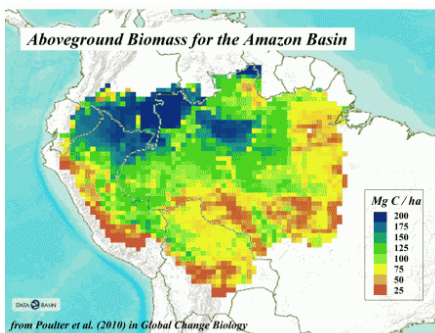 Aboveground Biomass for the Amazon Basin
Mg C / ha
200
175
150
125
100
75
50
25
DATA BASIN
from Poulter et al. (2010) in Global Change Biology